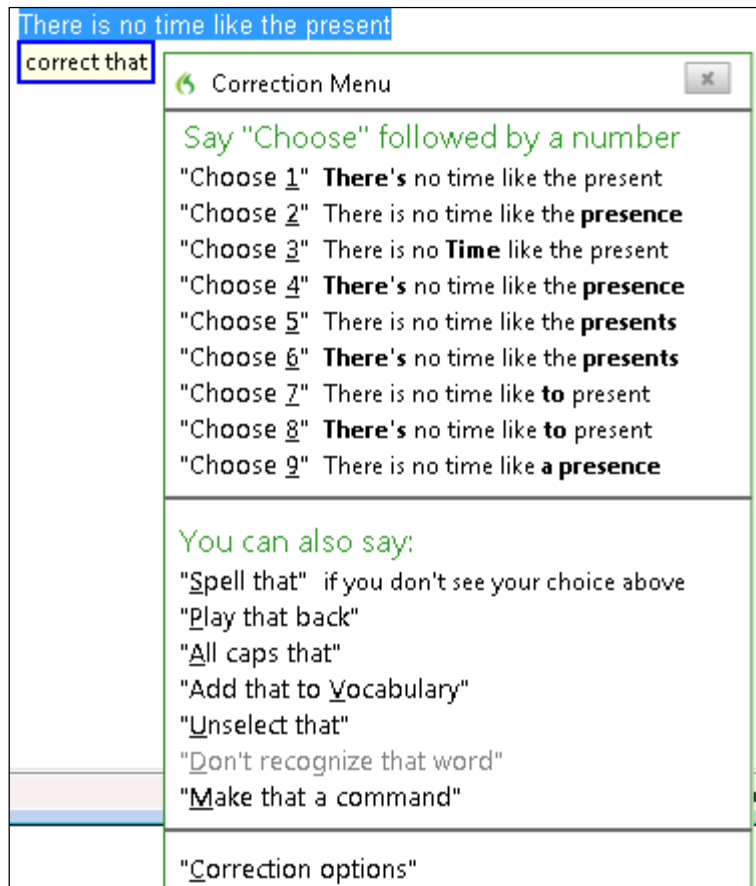 There is no time like the present
correct that
Correction Menu
Say "Choose" followed by a number
"Choose 1" There's no time like the present
"Choose 2" There is no time like the presence
"Choose 3" There is no Time like the present
"Choose 4" There's no time like the presence
"Choose 5" There is no time like the presents
"Choose 6" There's no time like the presents
"Choose 7" There is no time like to present
"Choose 8" There's no time like to present
"Choose 9" There is no time like a presence
You can also say:
"Spell that" if you don't see your choice above
"Play that back"
"All caps that"
"Add that to Vocabulary"
"Unselect that"
"Don't recognize that word"
"Make that a command"
"Correction options"